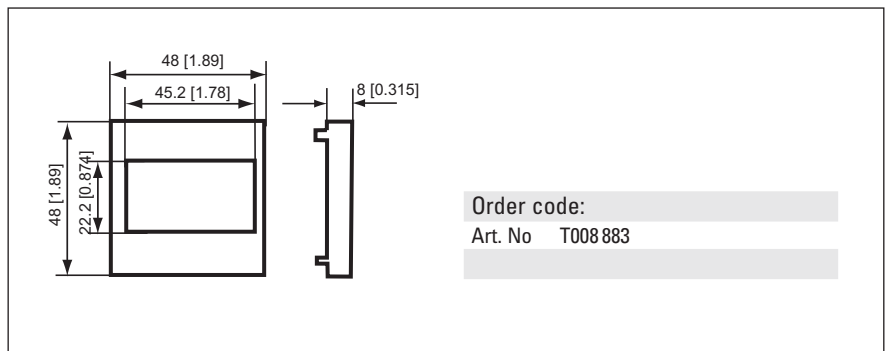 48 [1.89]
45.2 [1.78]
8 [0.315]
48 [1.89]
22.2 [0.874]
Order code:
Art. No T008 883